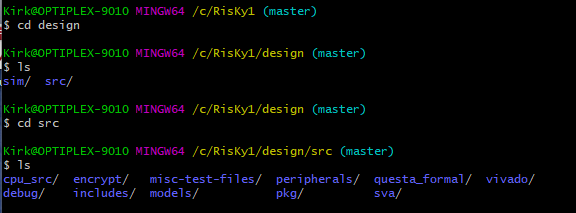 Kirk@OPTIPLEX-9010 MINGW64 /c/RisKy1 (master)
$ cd design
Kirk@OPTIPLEX-9010 MINGW64 /c/RisKy1/design (master)
$ ls
sim/  src/
Kirk@OPTIPLEX-9010 MINGW64 /c/RisKy1/design (master)
$ cd src
Kirk@OPTIPLEX-9010 MINGW64 /c/RisKy1/design/src (master)
$ ls
cpu_src/  encrypt/  misc-test-files/  peripherals/  questa_formal/  vivado/
debug/  includes/  models/  pkg/  sva/